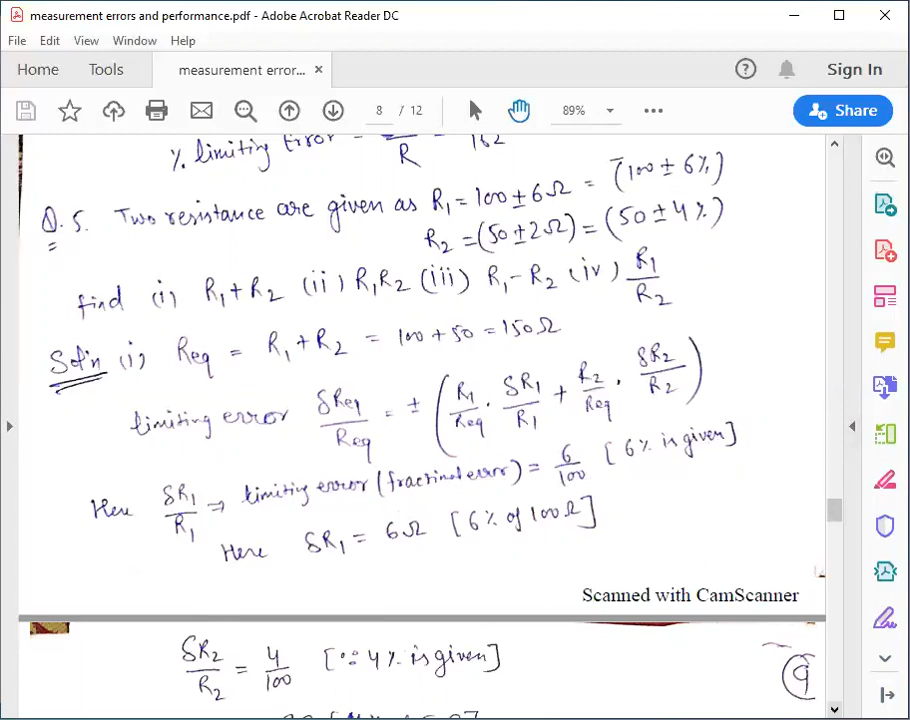 measurement errors and performance.pdf - Adobe Acrobat Reader DC
File Edit View Window Help
Home Tools measurement error... × Sign In
8 / 12 89% Share
% limiting Error = R = 162
Q.5. Two resistance are given as R₁ = 100 ± 6Ω = (100 ± 6%)
R₂ = (50 ± 2Ω) = (50 ± 4%)
find (i) R₁+R₂ (ii) R₁R₂ (iii) R₁-R₂ (iv) R₁/R₂
Sol'n (i) Req = R₁+R₂ = 100+50 = 150Ω
limiting error δReq/Req = ± (R₁/Req · δR₁/R₁ + R₂/Req · δR₂/R₂)
Here δR₁/R₁ ⇒ limiting error (fractional error) = 6/100 [6% is given]
Here δR₁ = 6Ω [6% of 100Ω]
Scanned with CamScanner
δR₂/R₂ = 4/100 [∵ 4% is given]
9